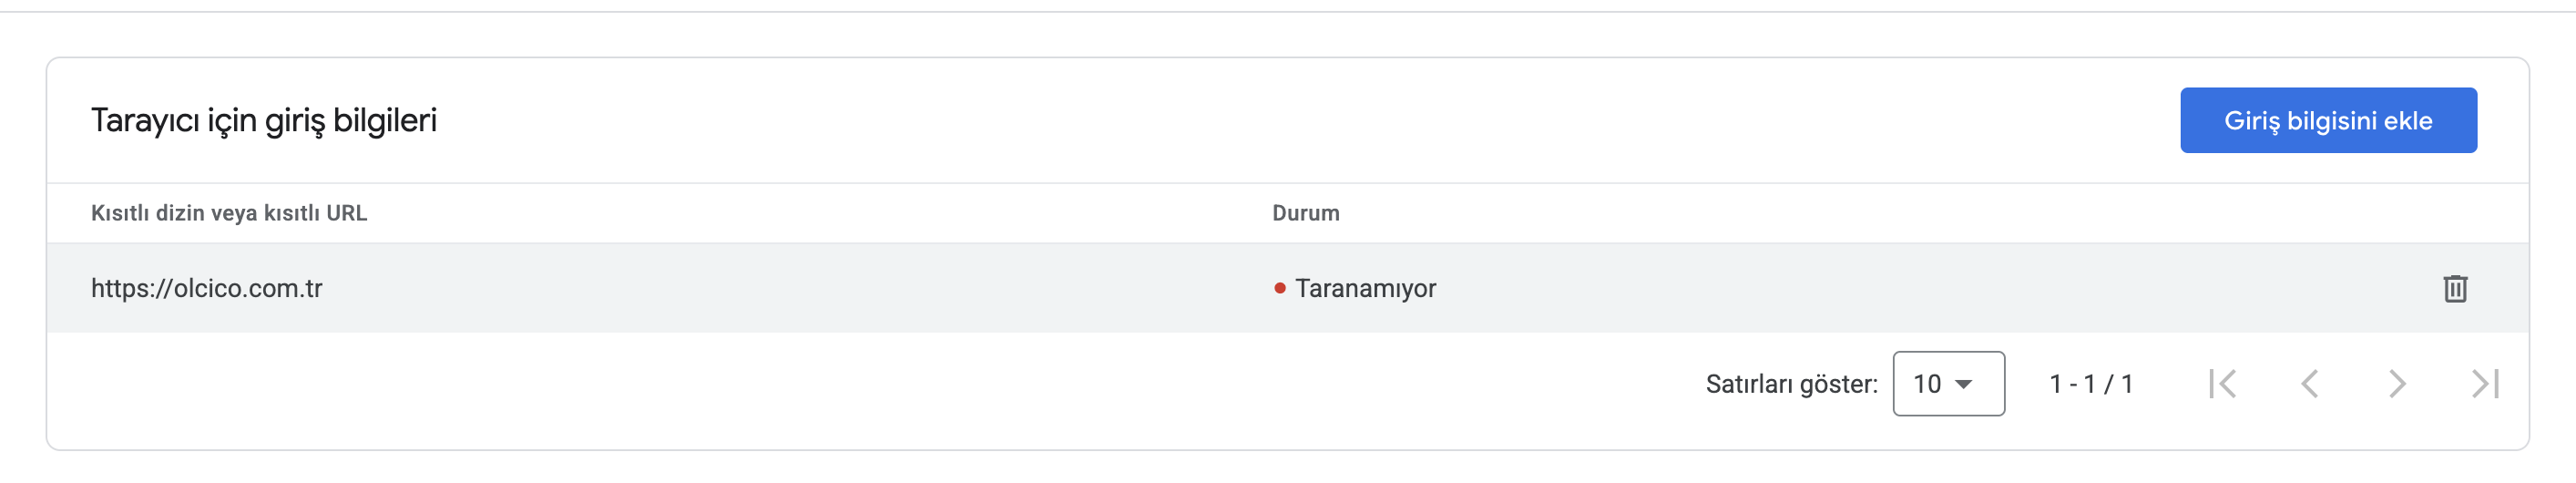 Tarayıcı için giriş bilgileri
Giriş bilgisini ekle
Kısıtlı dizin veya kısıtlı URL Durum
https://olcico.com.tr Taranamıyor
Satırları göster: 10 1 - 1 / 1